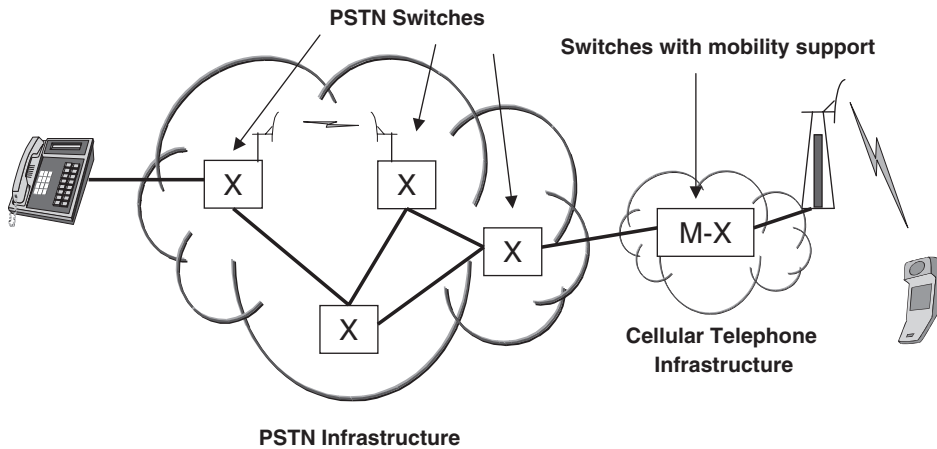 PSTN Switches
Switches with mobility support
X
X
X
M-X
X
Cellular Telephone
Infrastructure
PSTN Infrastructure